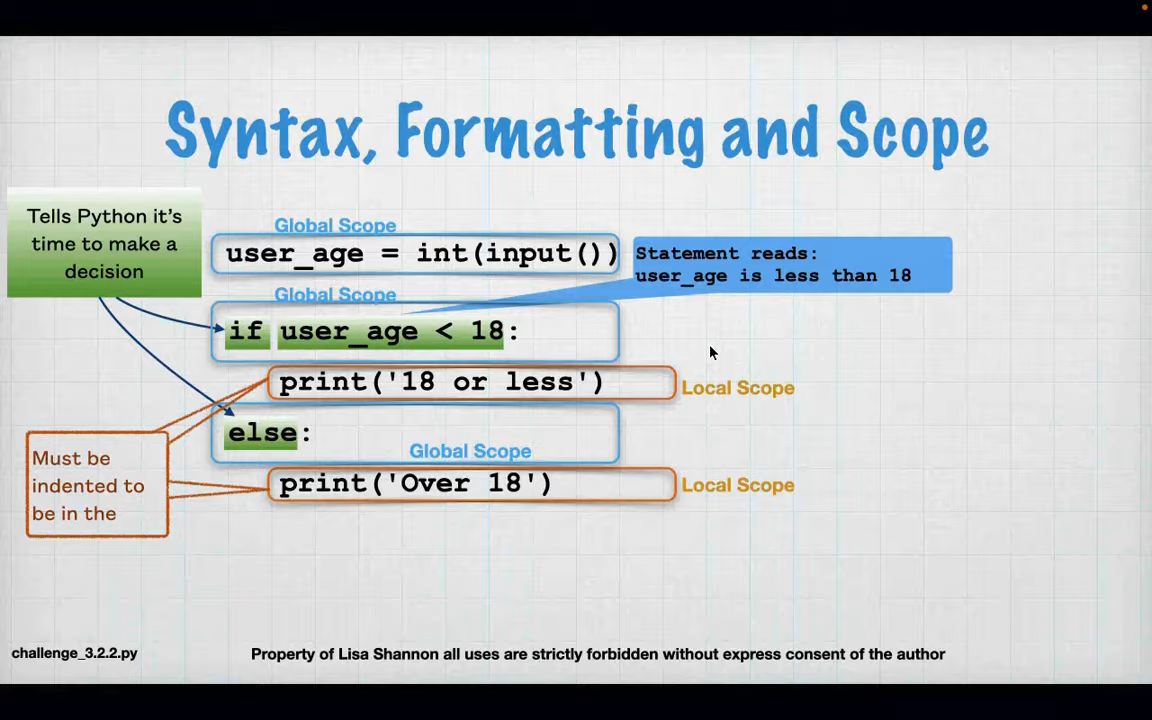 Syntax, Formatting and Scope
Tells Python it's
time to make a
decision
Global Scope
user_age = int(input())
Statement reads:
user_age is less than 18
Global Scope
if user_age < 18:
print('18 or less')
Local Scope
else:
Global Scope
print('Over 18')
Local Scope
Must be
indented to
be in the
challenge_3.2.2.py
Property of Lisa Shannon all uses are strictly forbidden without express consent of the author